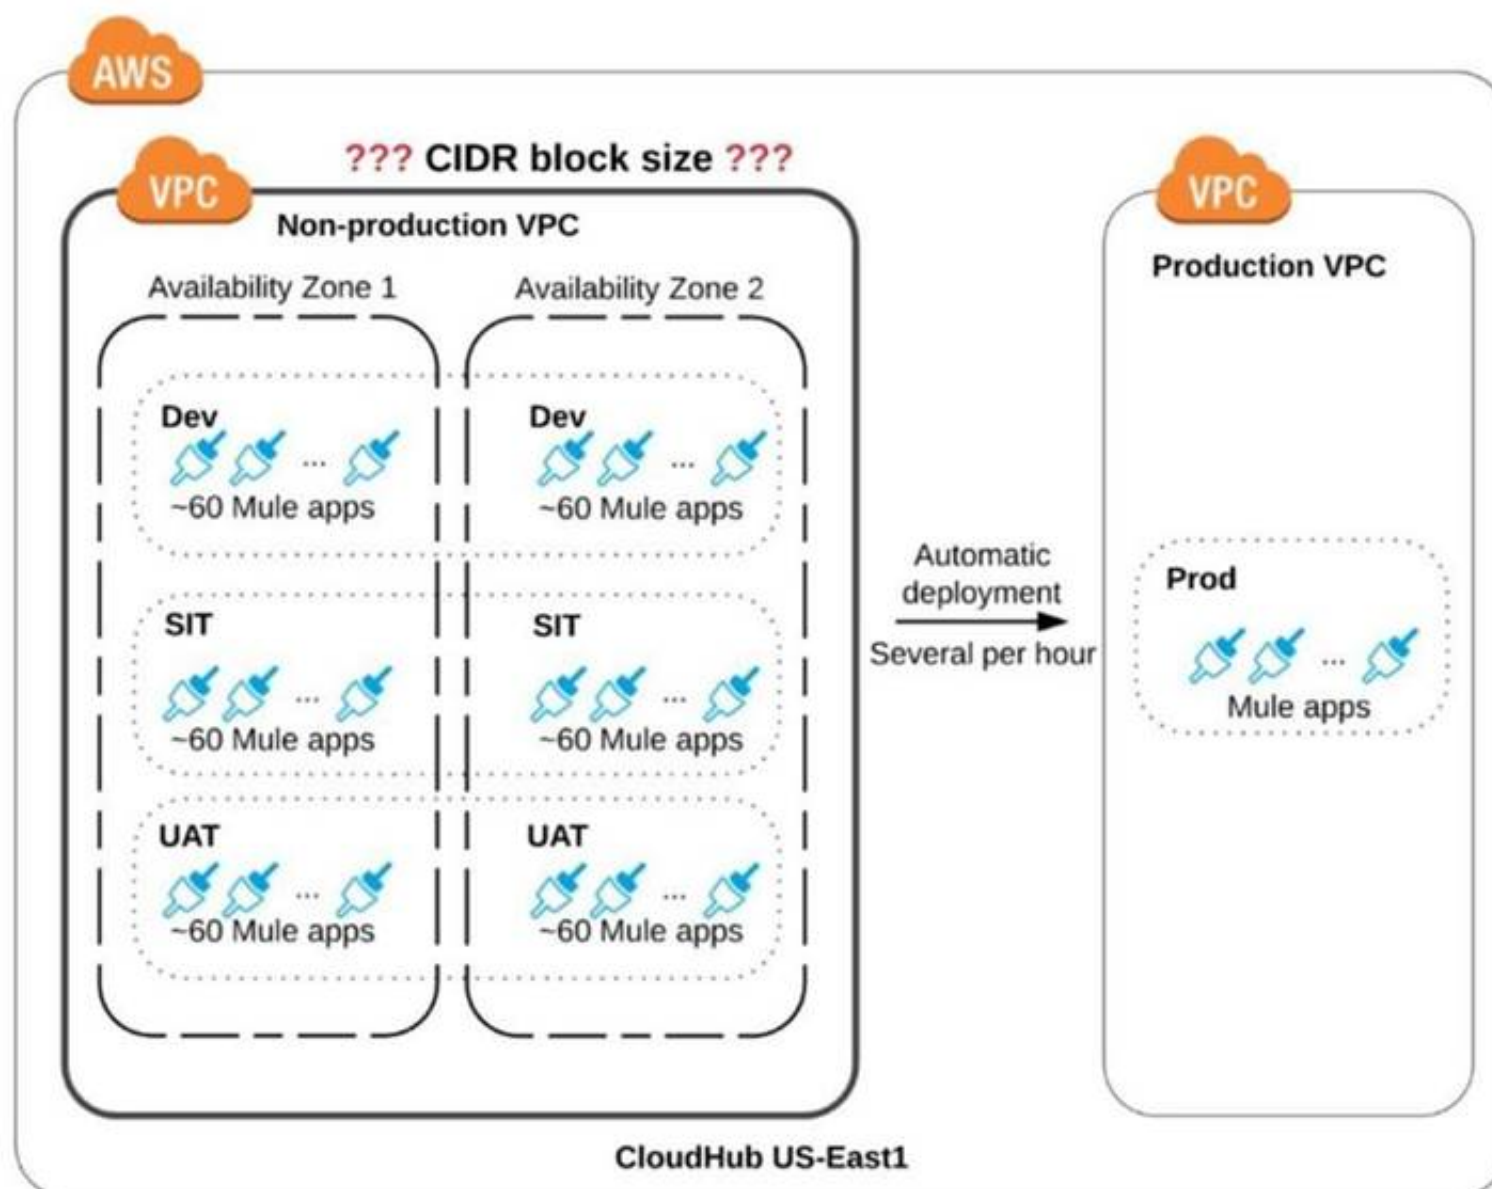 AWS
??? CIDR block size ???
VPC
Non-production VPC
Availability Zone 1
Availability Zone 2
Dev
...
~60 Mule apps
Dev
...
~60 Mule apps
SIT
...
~60 Mule apps
SIT
...
~60 Mule apps
UAT
...
~60 Mule apps
UAT
...
~60 Mule apps
Automatic
deployment
Several per hour
VPC
Production VPC
Prod
...
Mule apps
CloudHub US-East1